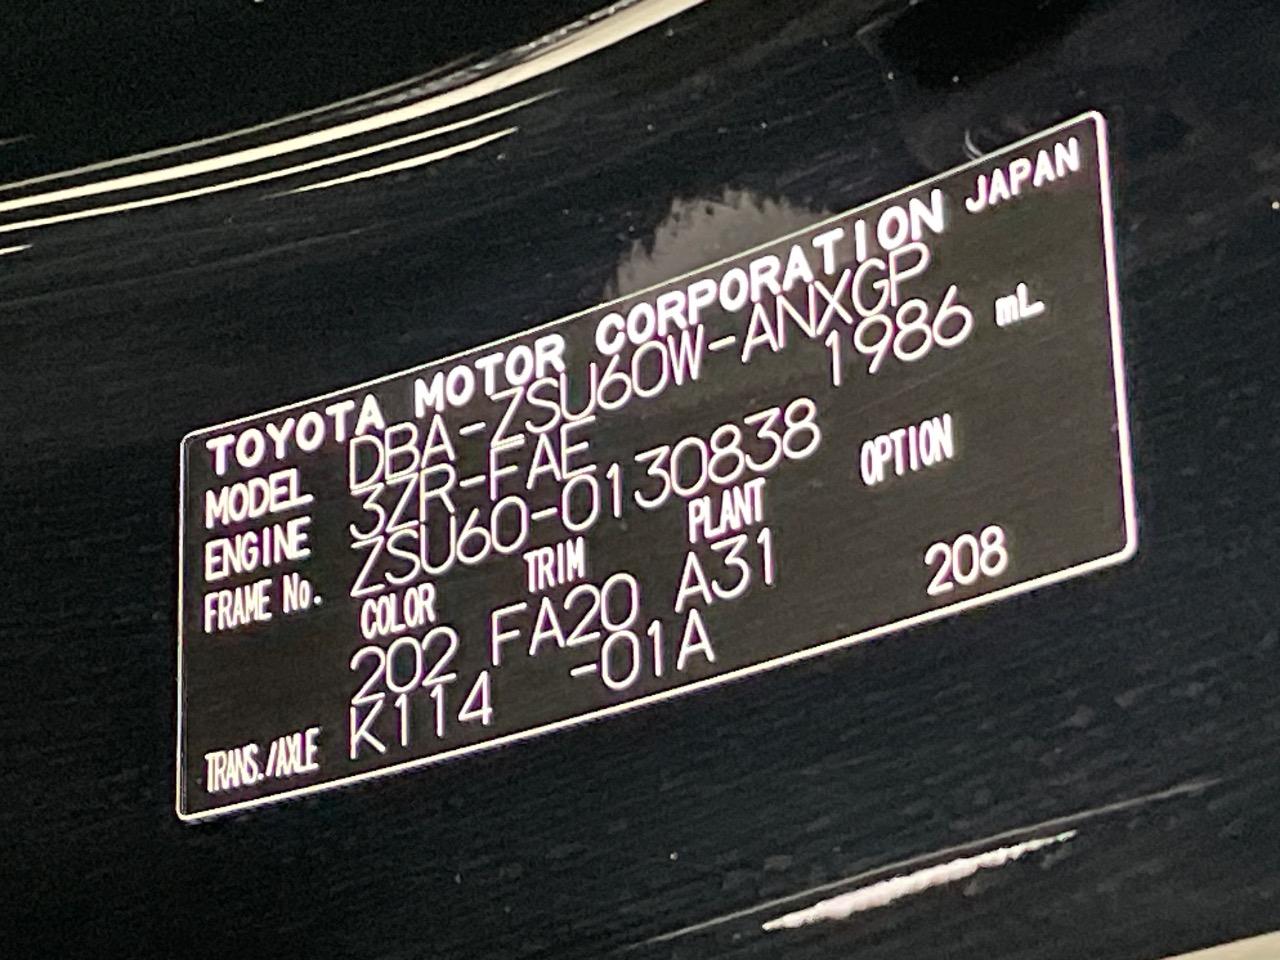 TOYOTA MOTOR CORPORATION JAPAN
MODEL DBA-ZSU60W-ANXGP
ENGINE 3ZR-FAE 1986 mL
FRAME No. ZSU60-0130838
COLOR TRIM PLANT OPTION
202 FA20 A31 208
TRANS./AXLE K114 -01A